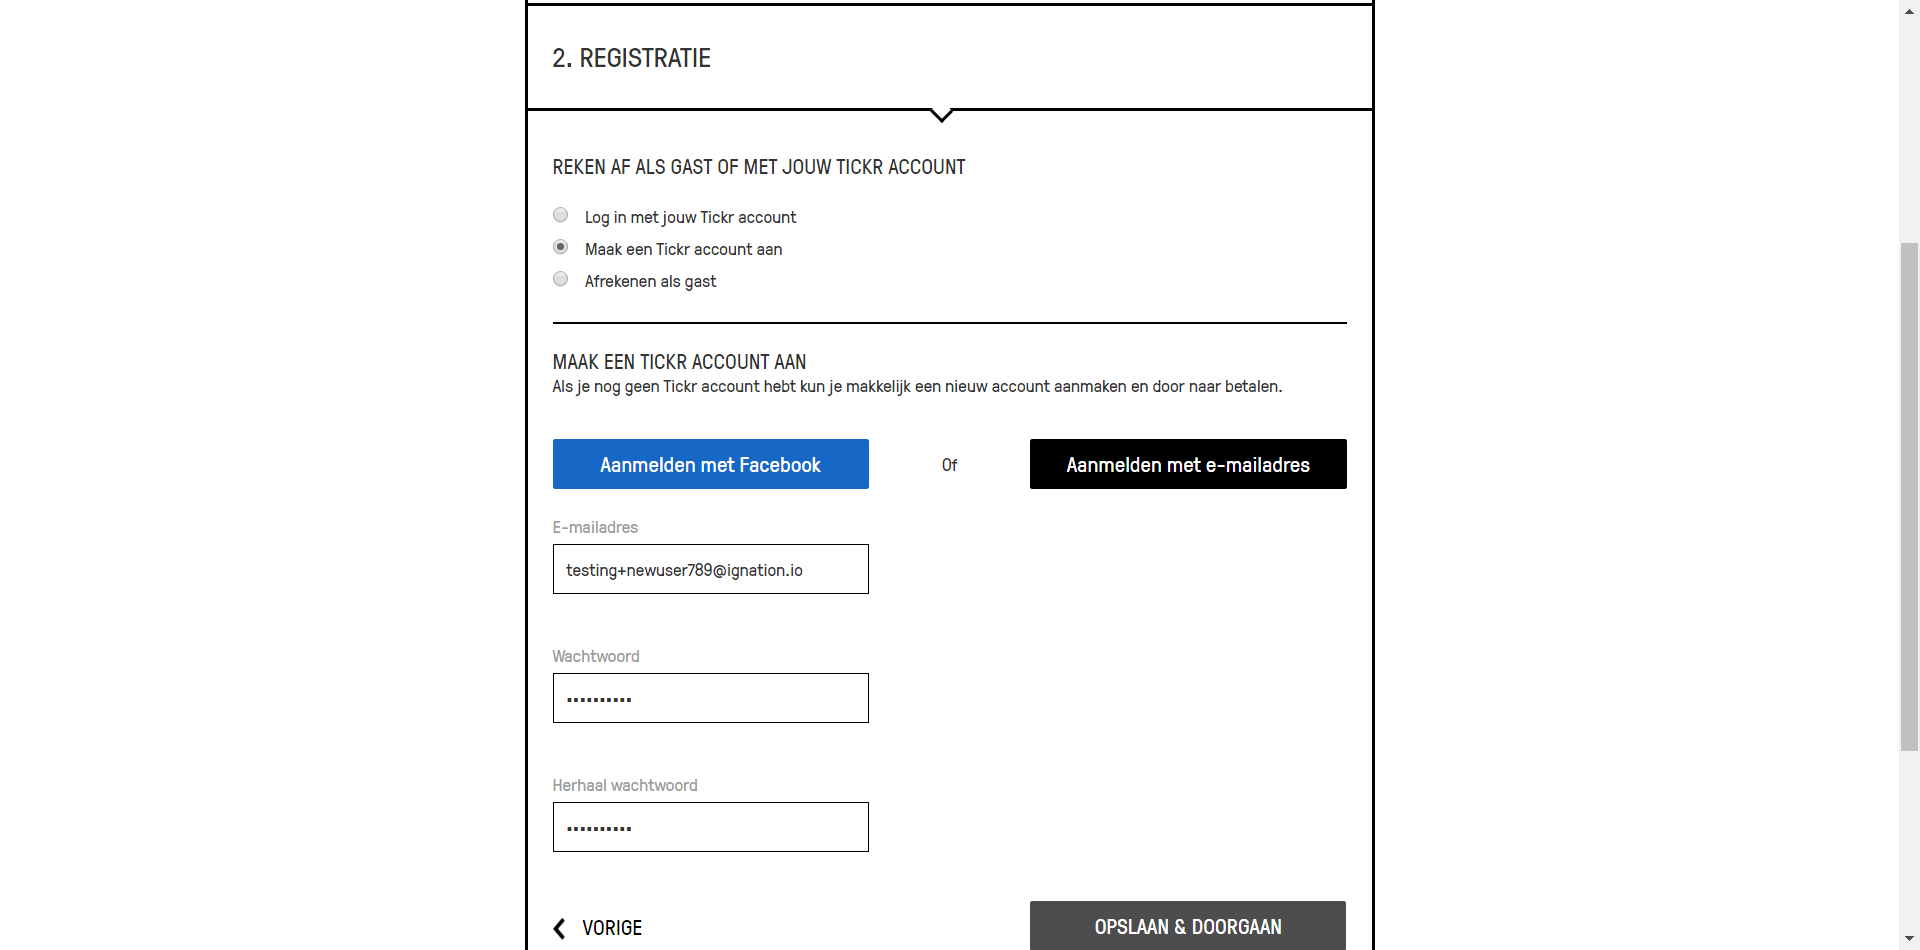 2. REGISTRATIE
REKEN AF ALS GAST OF MET JOUW TICKR ACCOUNT
Log in met jouw Tickr account
Maak een Tickr account aan
Afrekenen als gast
MAAK EEN TICKR ACCOUNT AAN
Als je nog geen Tickr account hebt kun je makkelijk een nieuw account aanmaken en door naar betalen.
Aanmelden met Facebook
Of
Aanmelden met e-mailadres
E-mailadres
testing+newuser789@ignation.io
Wachtwoord
••••••••••
Herhaal wachtwoord
••••••••••
VORIGE
OPSLAAN & DOORGAAN